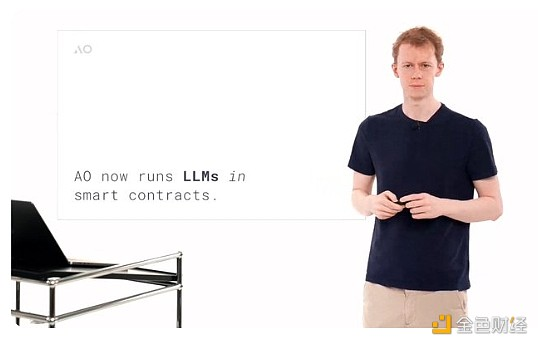 AO
AO now runs LLMs in
smart contracts.
金色财经